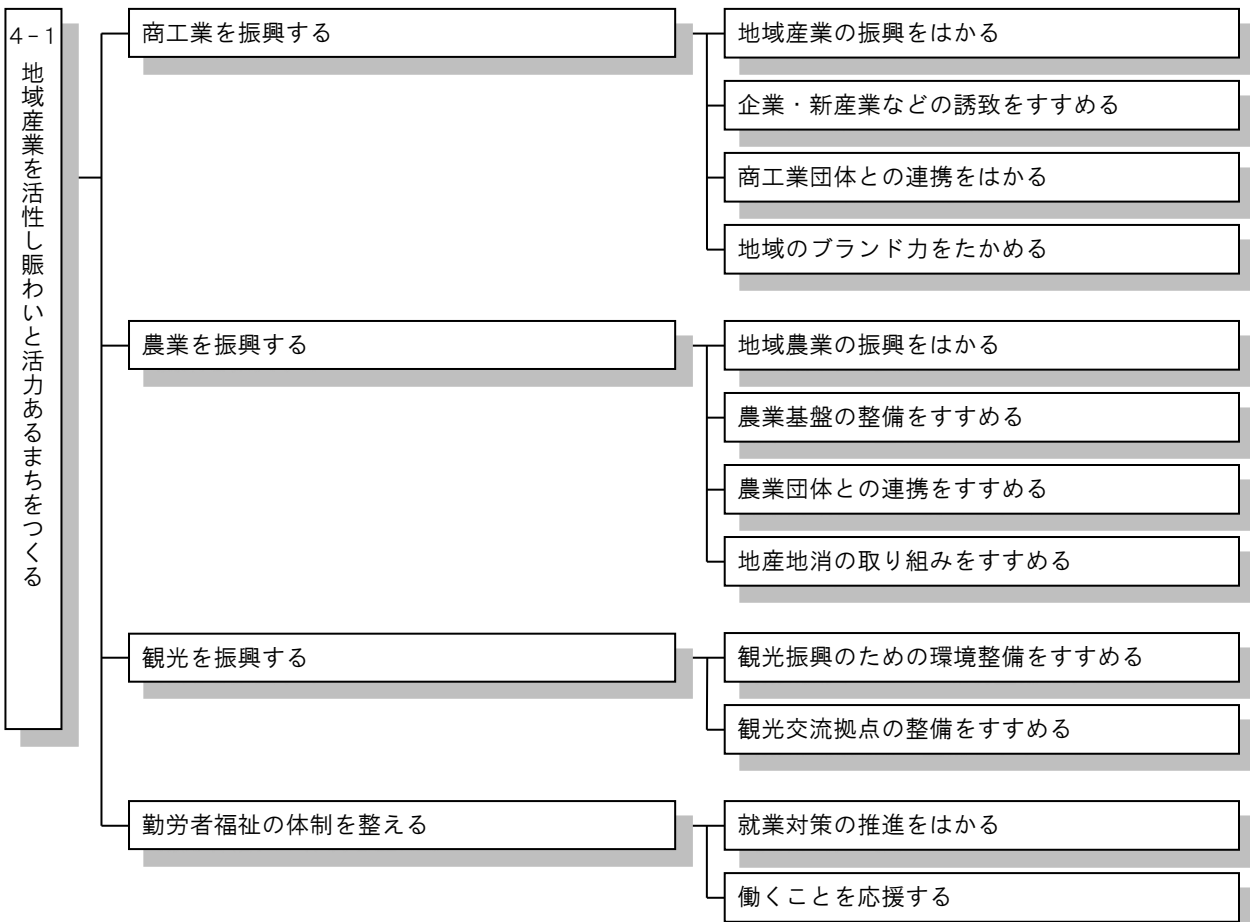 4-1
地域産業を活性し賑わいと活力あるまちをつくる
商工業を振興する
地域産業の振興をはかる
企業・新産業などの誘致をすすめる
商工業団体との連携をはかる
地域のブランド力をたかめる
農業を振興する
地域農業の振興をはかる
農業基盤の整備をすすめる
農業団体との連携をすすめる
地産地消の取り組みをすすめる
観光を振興する
観光振興のための環境整備をすすめる
観光交流拠点の整備をすすめる
勤労者福祉の体制を整える
就業対策の推進をはかる
働くことを応援する